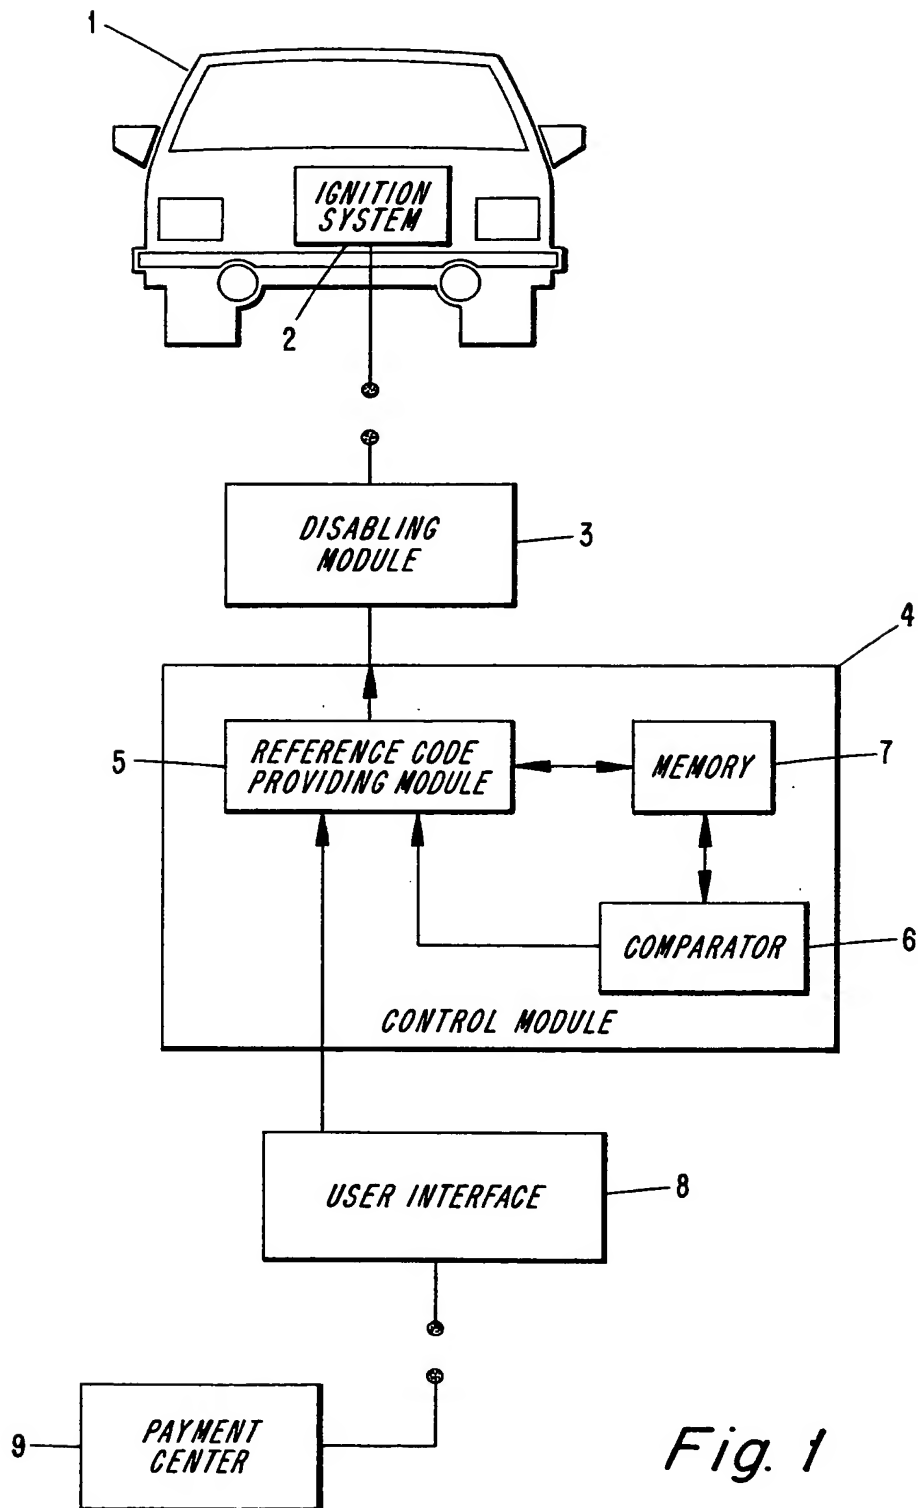 1
IGNITION
SYSTEM
2
DISABLING
MODULE
3
4
5
REFERENCE CODE
PROVIDING MODULE
MEMORY
7
COMPARATOR
6
CONTROL MODULE
USER INTERFACE
8
9
PAYMENT
CENTER
Fig. 1